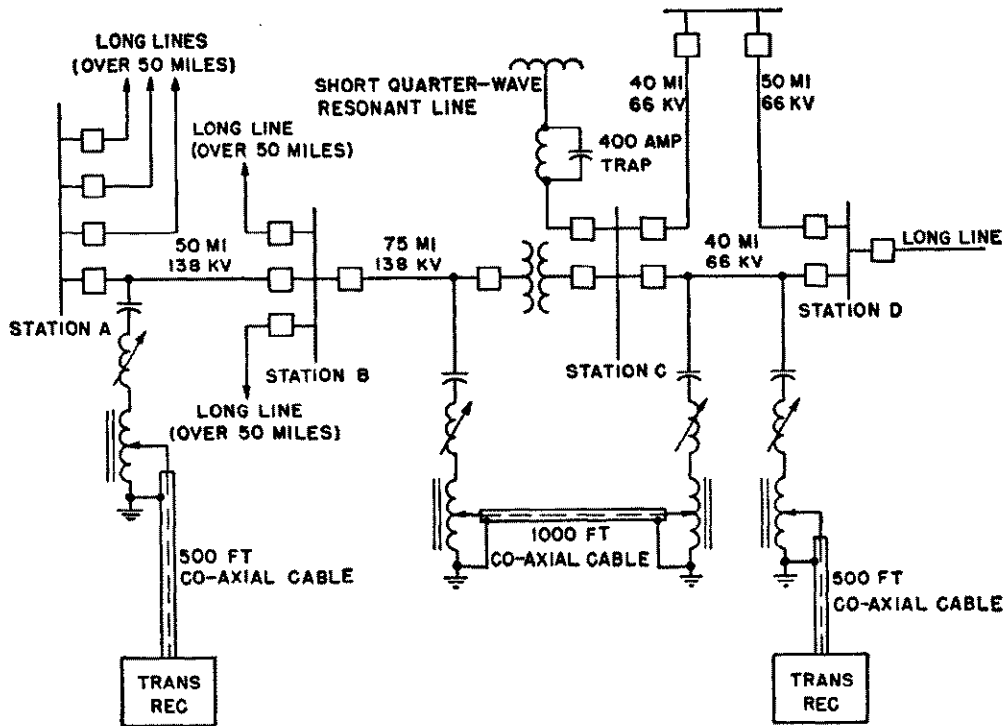 LONG LINES
(OVER 50 MILES)
SHORT QUARTER-WAVE
RESONANT LINE
40 MI
66 KV
50 MI
66 KV
LONG LINE
(OVER 50 MILES)
400 AMP
TRAP
50 MI
138 KV
75 MI
138 KV
40 MI
66 KV
LONG LINE
STATION A
STATION B
STATION C
STATION D
LONG LINE
(OVER 50 MILES)
500 FT
CO-AXIAL CABLE
1000 FT
CO-AXIAL CABLE
500 FT
CO-AXIAL CABLE
TRANS
REC
TRANS
REC